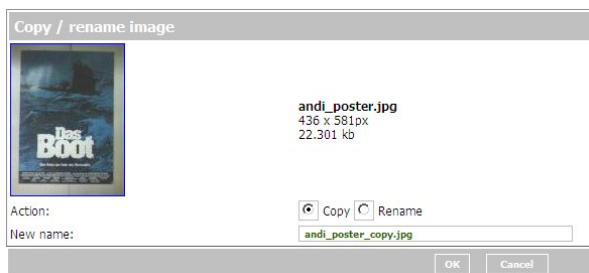 Copy / rename image
Das
Boot
andi_poster.jpg
436 x 581px
22.301 kb
Action:
Copy
Rename
New name:
andi_poster_copy.jpg
OK
Cancel